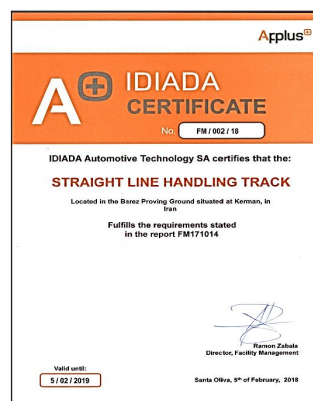 Applus+
A+ IDIADA
CERTIFICATE
No. FM / 002 / 18
IDIADA Automotive Technology SA certifies that the:
STRAIGHT LINE HANDLING TRACK
Located in the Barez Proving Ground situated at Kerman, in
Iran
Fulfills the requirements stated
in the report FM171014
Ramon Zabala
Director, Facility Management
Valid until:
5 / 02 / 2019
Santa Oliva, 5th of February, 2018